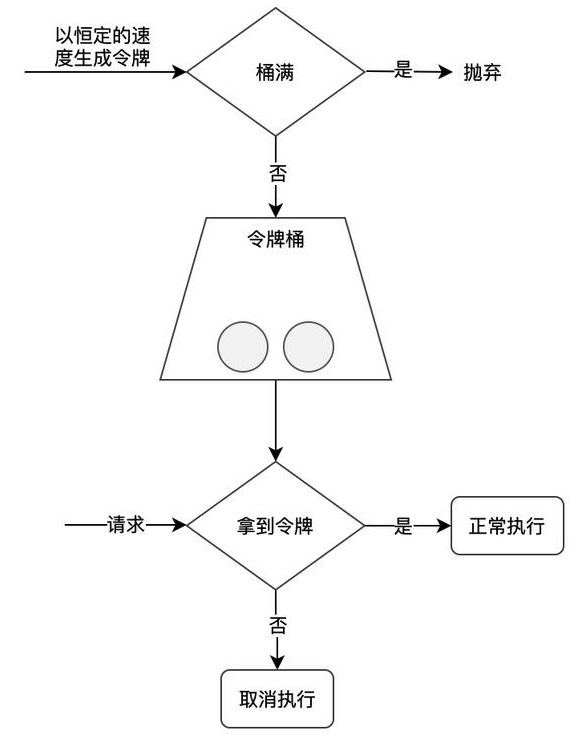 以恒定的速
度生成令牌
桶满
是
抛弃
否
令牌桶
请求
拿到令牌
是
正常执行
否
取消执行